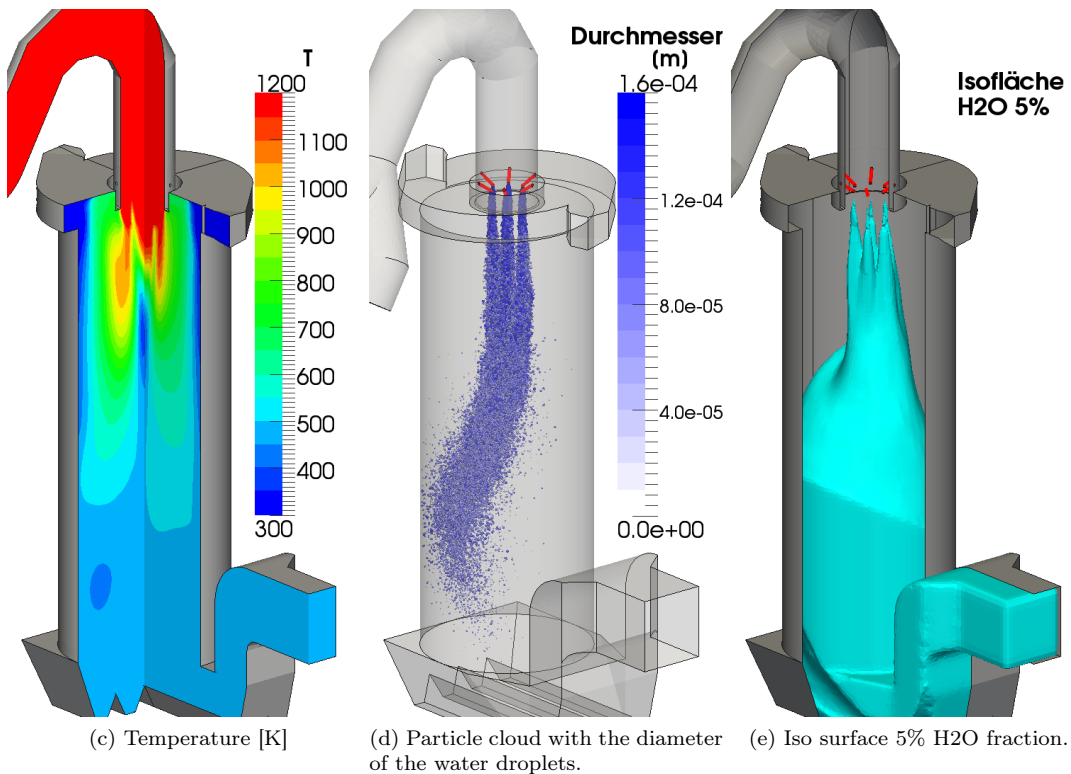 T
1200
1100
1000
900
800
700
600
500
400
300
Durchmesser
(m)
1.6e-04
1.2e-04
8.0e-05
4.0e-05
0.0e+00
Isofläche
H2O 5%
(c) Temperature [K]
(d) Particle cloud with the diameter
of the water droplets.
(e) Iso surface 5% H2O fraction.